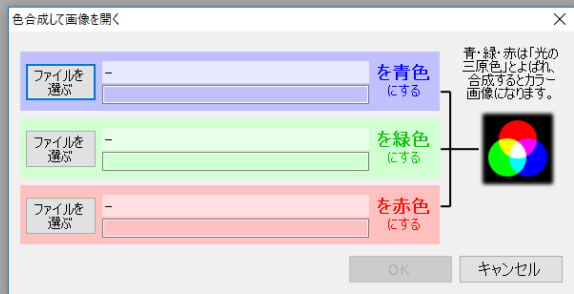 色合成して画像を開く
ファイルを
選ぶ
-
を青色
にする
ファイルを
選ぶ
-
を緑色
にする
ファイルを
選ぶ
-
を赤色
にする
青・緑・赤は「光の
三原色」とよばれ、
合成するとカラー
画像になります。
OK
キャンセル